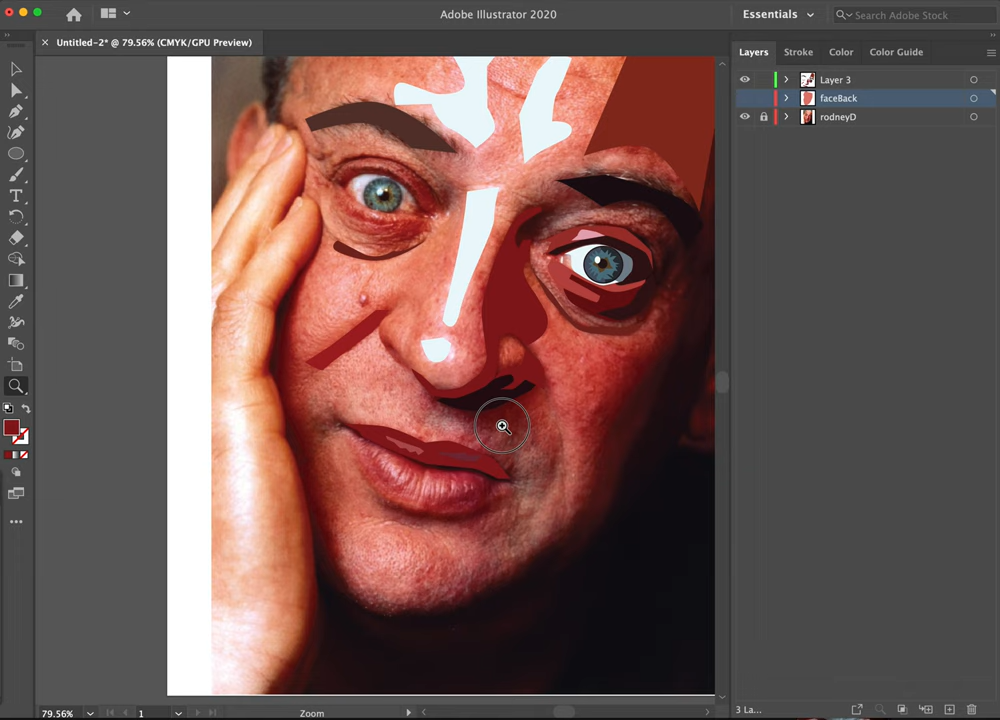 Adobe Illustrator 2020
Essentials
Search Adobe Stock
Untitled-2* @ 79.56% (CMYK/GPU Preview)
Layers Stroke Color Color Guide
Layer 3
faceBack
rodneyD
T
79.56%
1
Zoom
3 La...